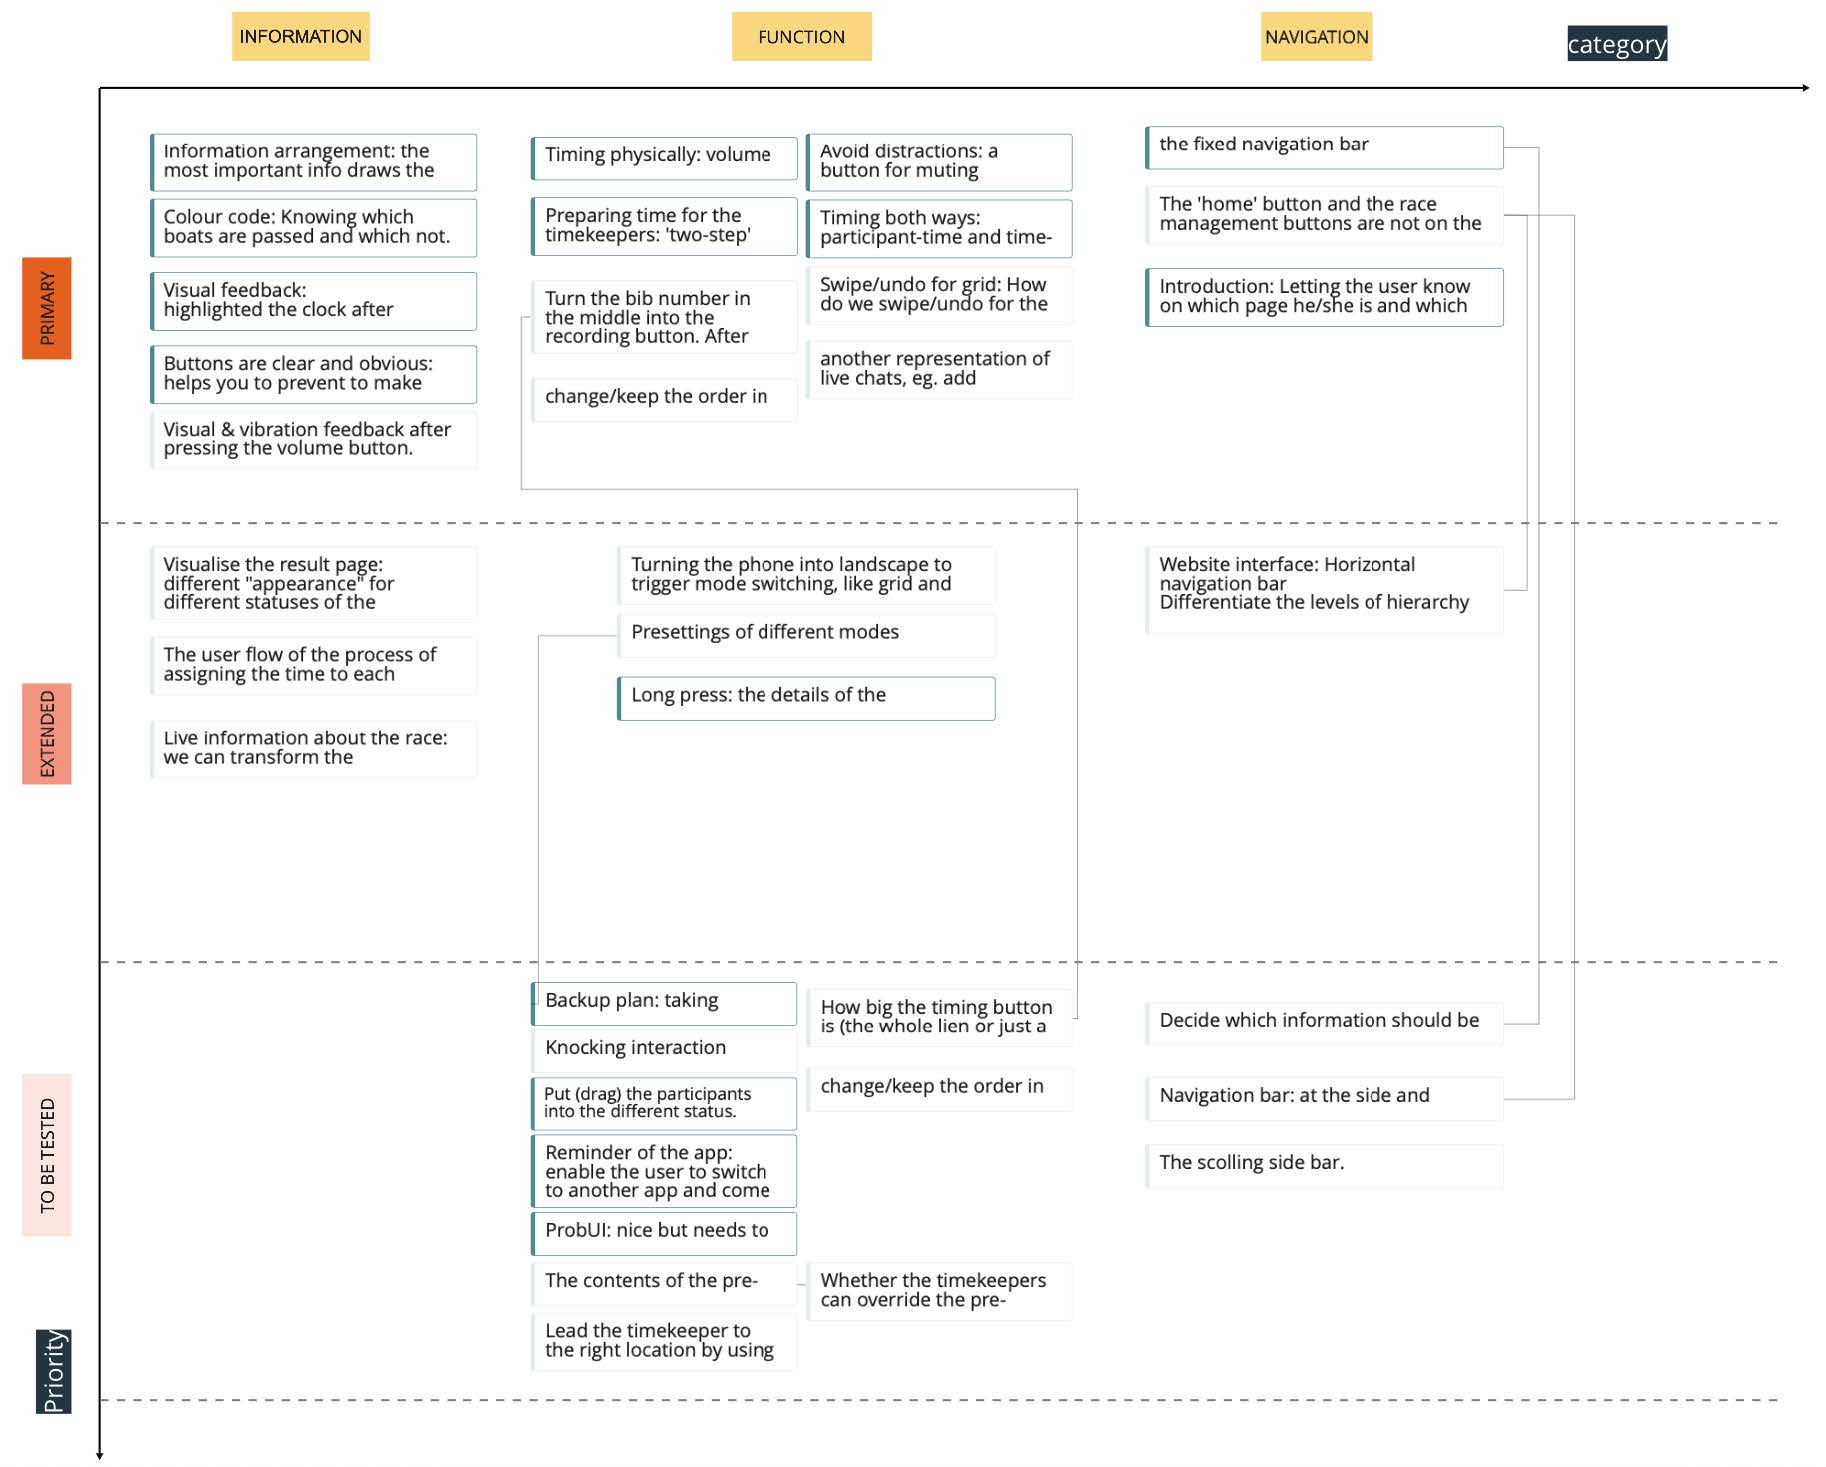 INFORMATION
FUNCTION
NAVIGATION
category
PRIMARY
Information arrangement: the
most important info draws the
Colour code: Knowing which
boats are passed and which not.
Visual feedback:
highlighted the clock after
Buttons are clear and obvious:
helps you to prevent to make
Visual & vibration feedback after
pressing the volume button.
Timing physically: volume
Preparing time for the
timekeepers: 'two-step'
Turn the bib number in
the middle into the
recording button. After
change/keep the order in
Avoid distractions: a
button for muting
Timing both ways:
participant-time and time-
Swipe/undo for grid: How
do we swipe/undo for the
another representation of
live chats, eg. add
the fixed navigation bar
The 'home' button and the race
management buttons are not on the
Introduction: Letting the user know
on which page he/she is and which
EXTENDED
Visualise the result page:
different "appearance" for
different statuses of the
The user flow of the process of
assigning the time to each
Live information about the race:
we can transform the
Turning the phone into landscape to
trigger mode switching, like grid and
Presettings of different modes
Long press: the details of the
Website interface: Horizontal
navigation bar
Differentiate the levels of hierarchy
TO BE TESTED
Backup plan: taking
Knocking interaction
Put (drag) the participants
into the different status.
Reminder of the app:
enable the user to switch
to another app and come
ProbUI: nice but needs to
The contents of the pre-
Lead the timekeeper to
the right location by using
How big the timing button
is (the whole lien or just a
change/keep the order in
Whether the timekeepers
can override the pre-
Decide which information should be
Navigation bar: at the side and
The scolling side bar.
Priority